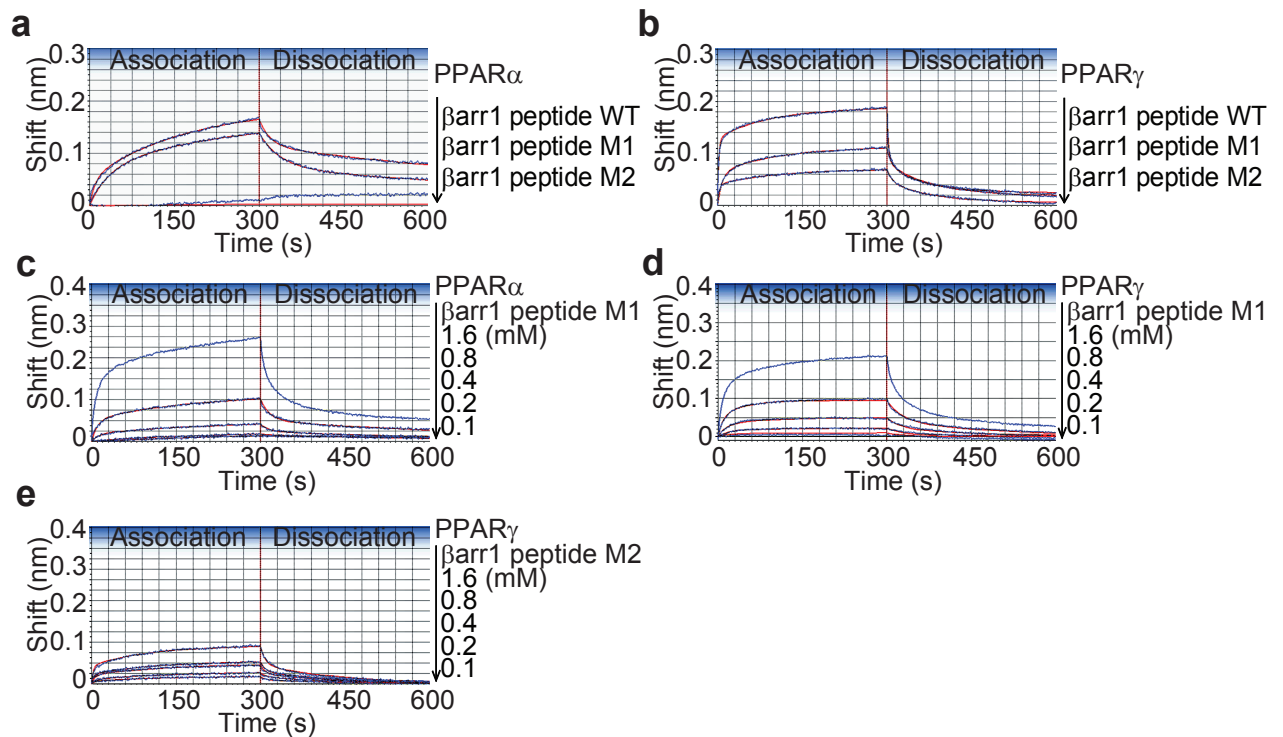 a
Association Dissociation
Shift (nm)
0.3
0.2
0.1
0
0 150 300 450 600
Time (s)
PPARα
βarr1 peptide WT
βarr1 peptide M1
βarr1 peptide M2
b
Association Dissociation
Shift (nm)
0.3
0.2
0.1
0
0 150 300 450 600
Time (s)
PPARγ
βarr1 peptide WT
βarr1 peptide M1
βarr1 peptide M2
c
Association Dissociation
Shift (nm)
0.4
0.3
0.2
0.1
0
0 150 300 450 600
Time (s)
PPARα
βarr1 peptide M1
1.6 (mM)
0.8
0.4
0.2
0.1
d
Association Dissociation
Shift (nm)
0.4
0.3
0.2
0.1
0
0 150 300 450 600
Time (s)
PPARγ
βarr1 peptide M1
1.6 (mM)
0.8
0.4
0.2
0.1
e
Association Dissociation
Shift (nm)
0.4
0.3
0.2
0.1
0
0 150 300 450 600
Time (s)
PPARγ
βarr1 peptide M2
1.6 (mM)
0.8
0.4
0.2
0.1